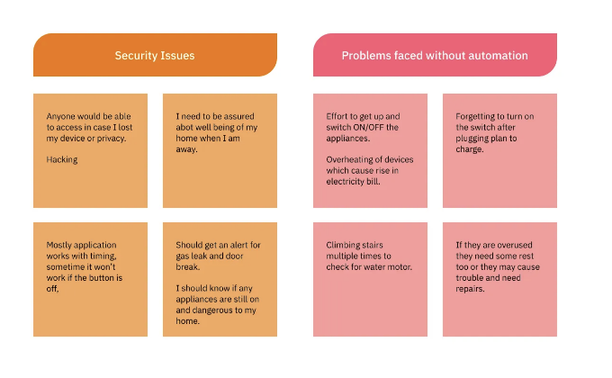 Security Issues
Problems faced without automation
Anyone would be able
to access in case I lost
my device or privacy.
Hacking
I need to be assured
abot well being of my
home when I am
away.
Effort to get up and
switch ON/OFF the
appliances.
Overheating of devices
which cause rise in
electricity bill.
Forgetting to turn on
the switch after
plugging plan to
charge.
Mostly application
works with timing,
sometime it won't
work if the button is
off,
Should get an alert for
gas leak and door
break.
I should know if any
appliances are still on
and dangerous to my
home.
Climbing stairs
multiple times to
check for water motor.
If they are overused
they need some rest
too or they may cause
trouble and need
repairs.